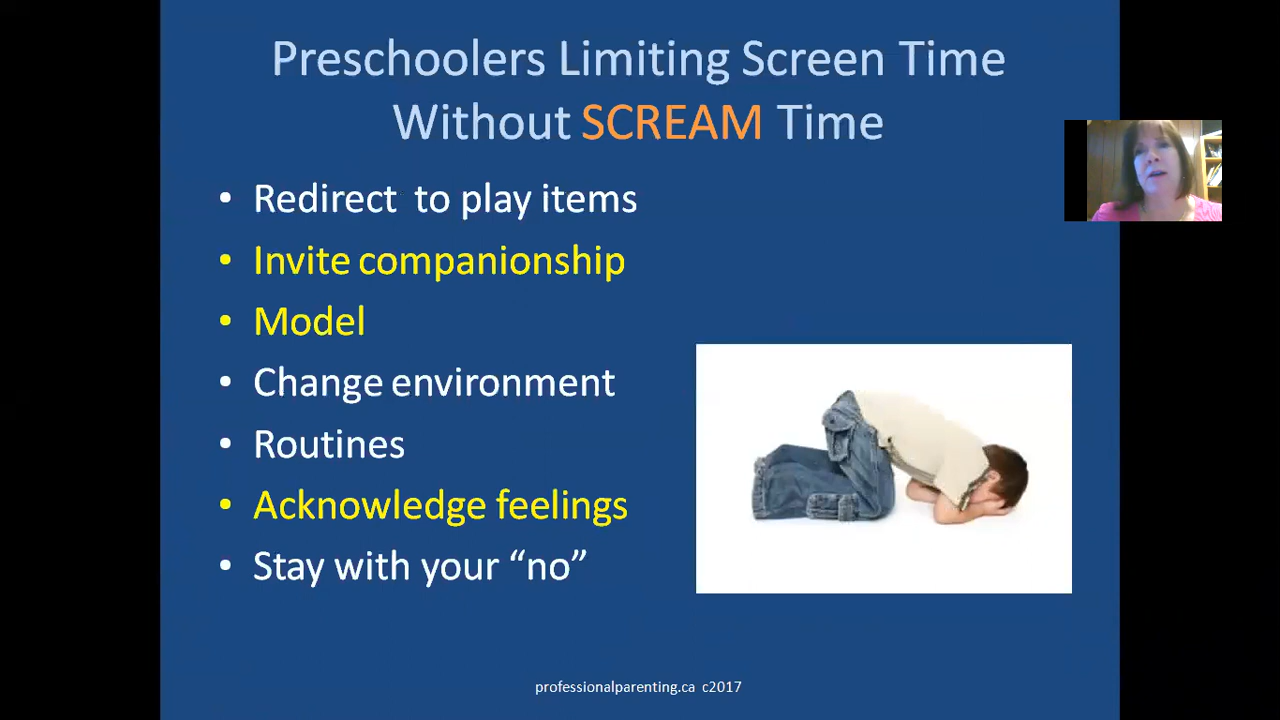 Preschoolers Limiting Screen Time
Without SCREAM Time
• Redirect to play items
• Invite companionship
• Model
• Change environment
• Routines
• Acknowledge feelings
• Stay with your “no”
professionalparenting.ca c2017